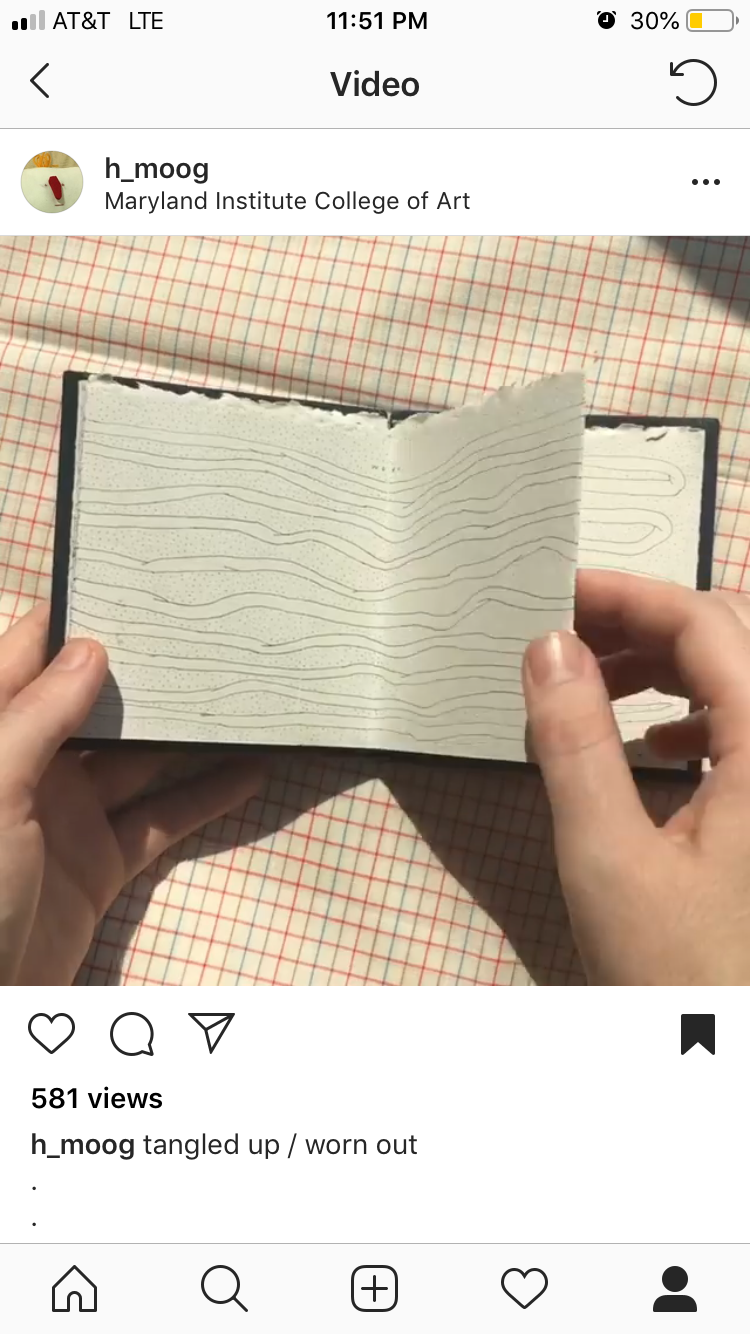 AT&T LTE 11:51 PM 30%
Video
h_moog
Maryland Institute College of Art
581 views
h_moog tangled up / worn out
.
.